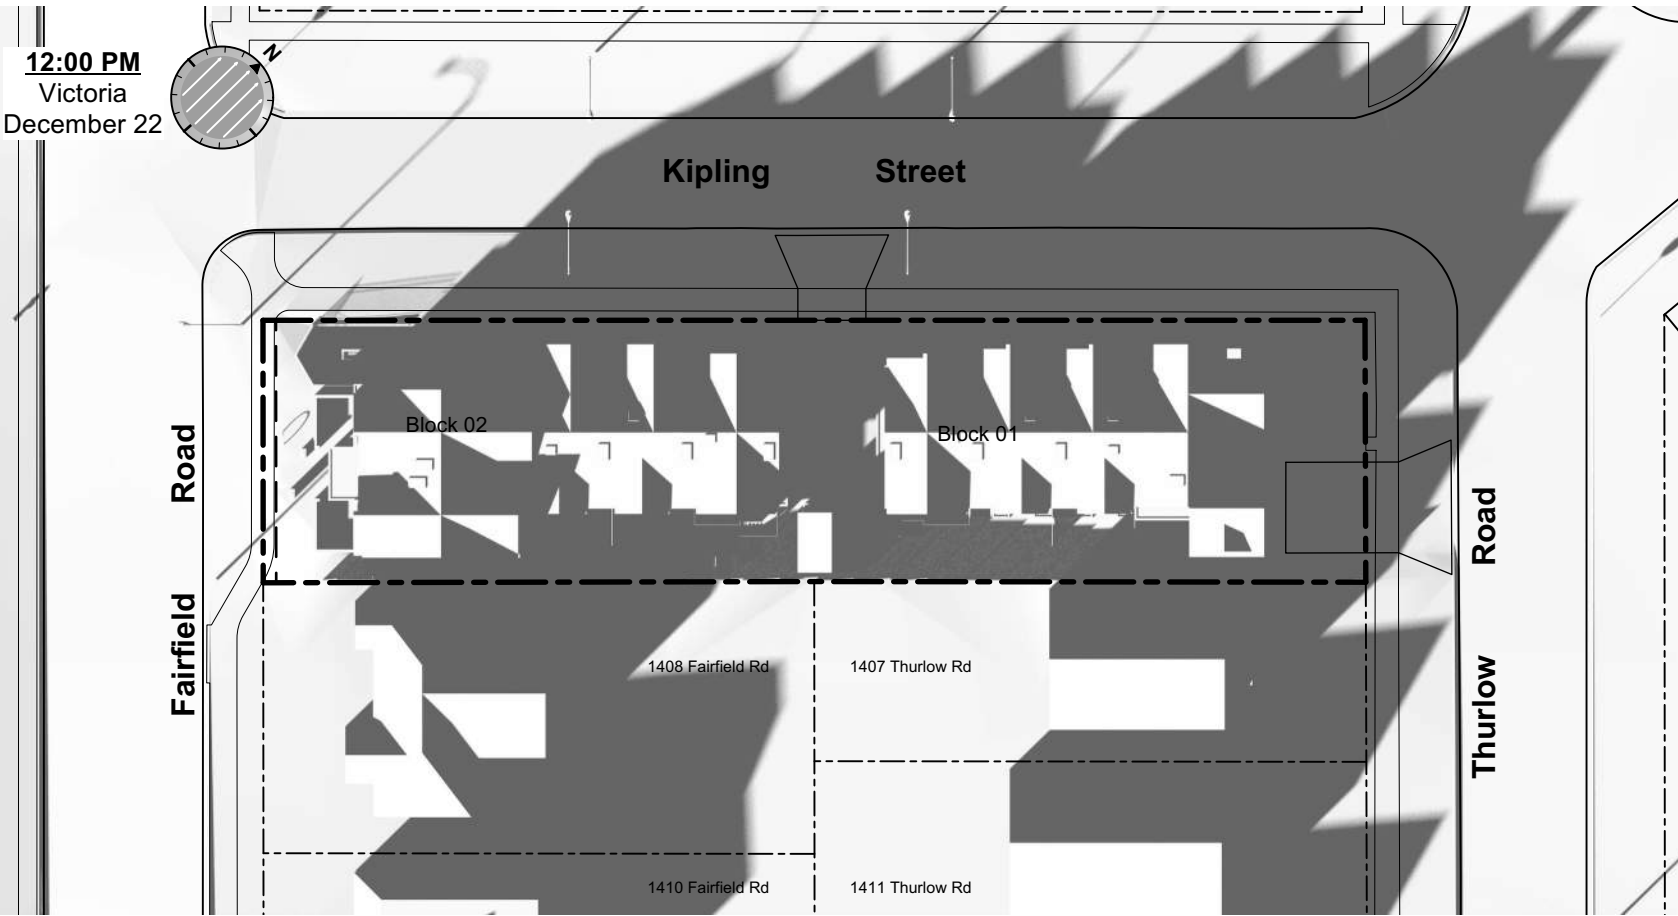 12:00 PM
Victoria
December 22
N
Kipling Street
Block 02
Block 01
Fairfield Road
Thurlow Road
1408 Fairfield Rd
1407 Thurlow Rd
1410 Fairfield Rd
1411 Thurlow Rd